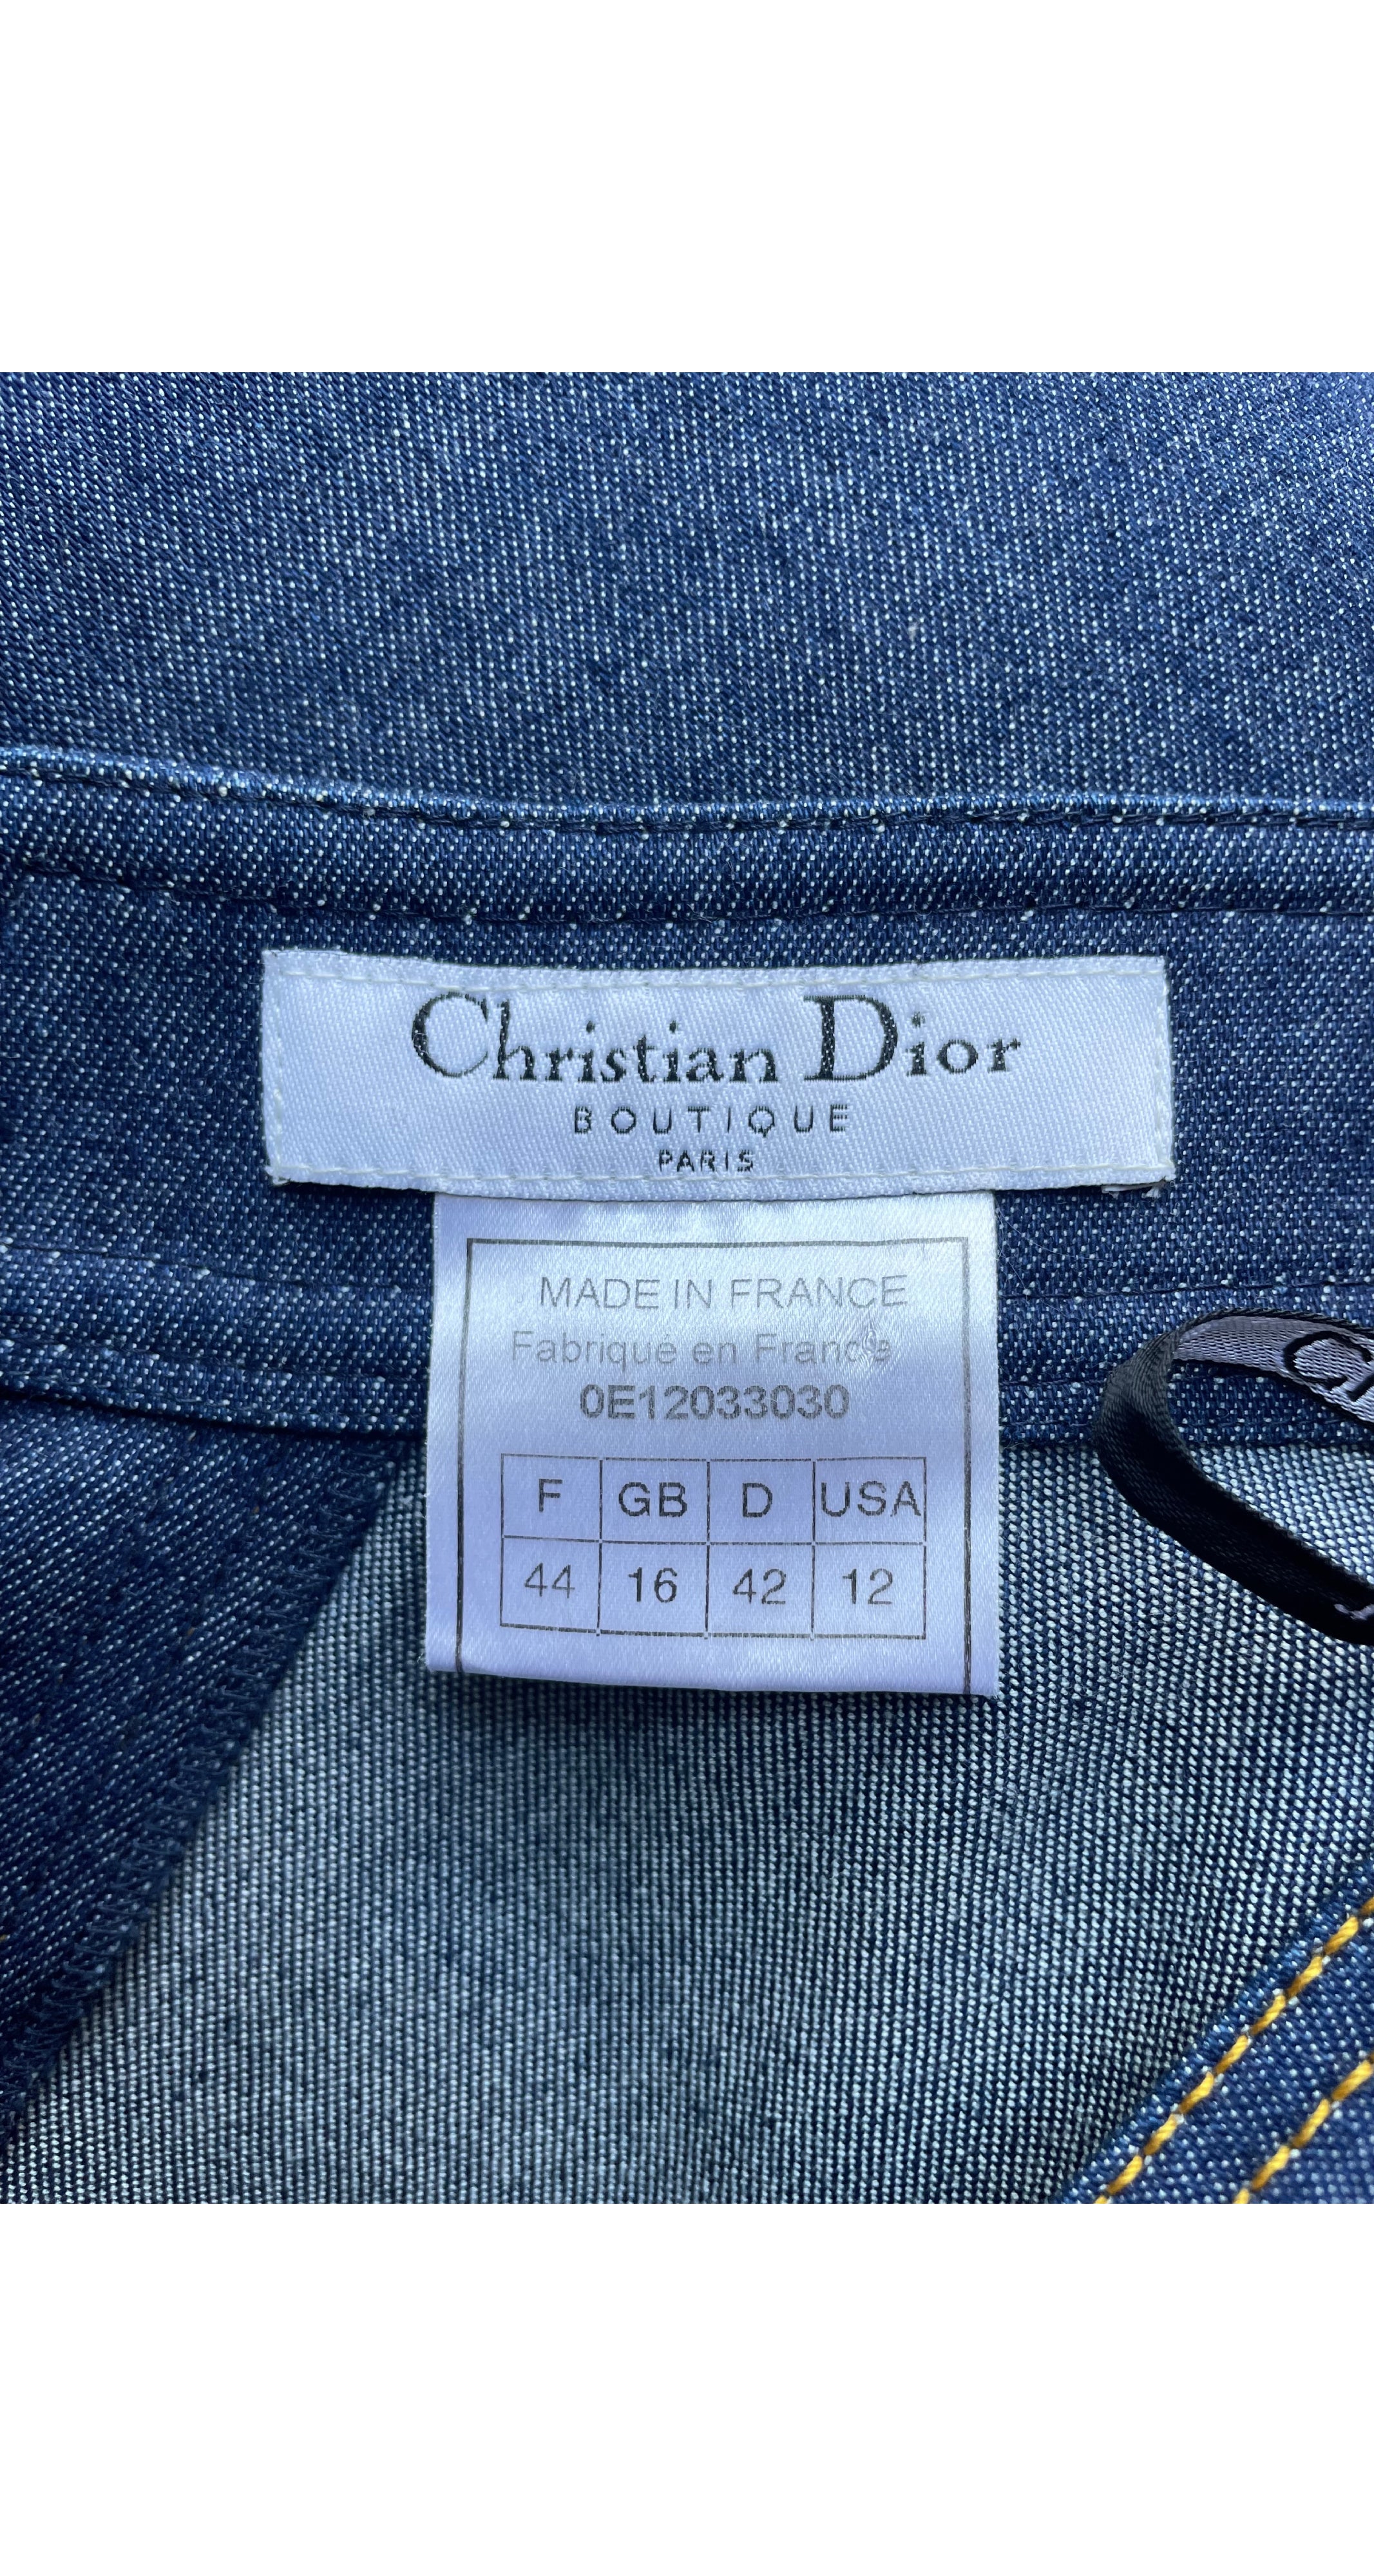 Christian Dior
BOUTIQUE
PARIS
MADE IN FRANCE
Fabriqué en France
0E12033030
F GB D USA
44 16 42 12